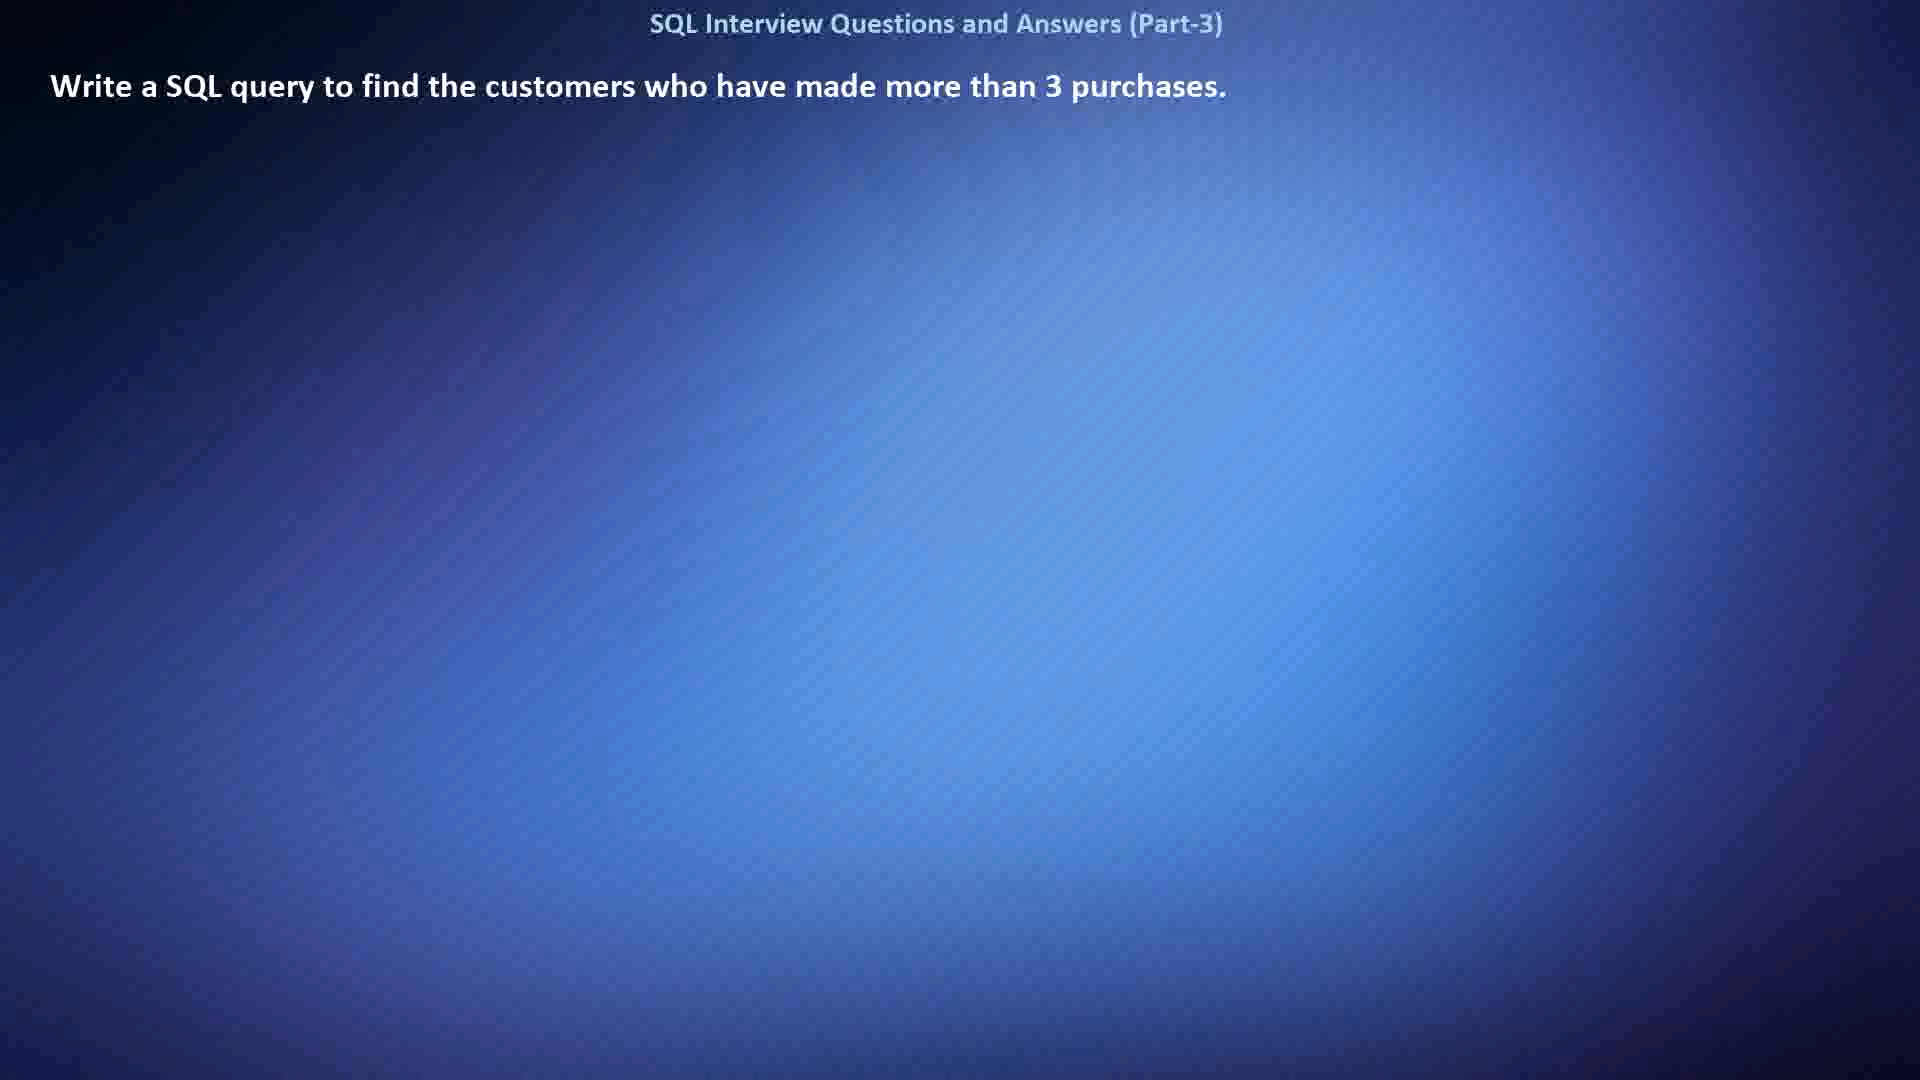 SQL Interview Questions and Answers (Part-3)
Write a SQL query to find the customers who have made more than 3 purchases.